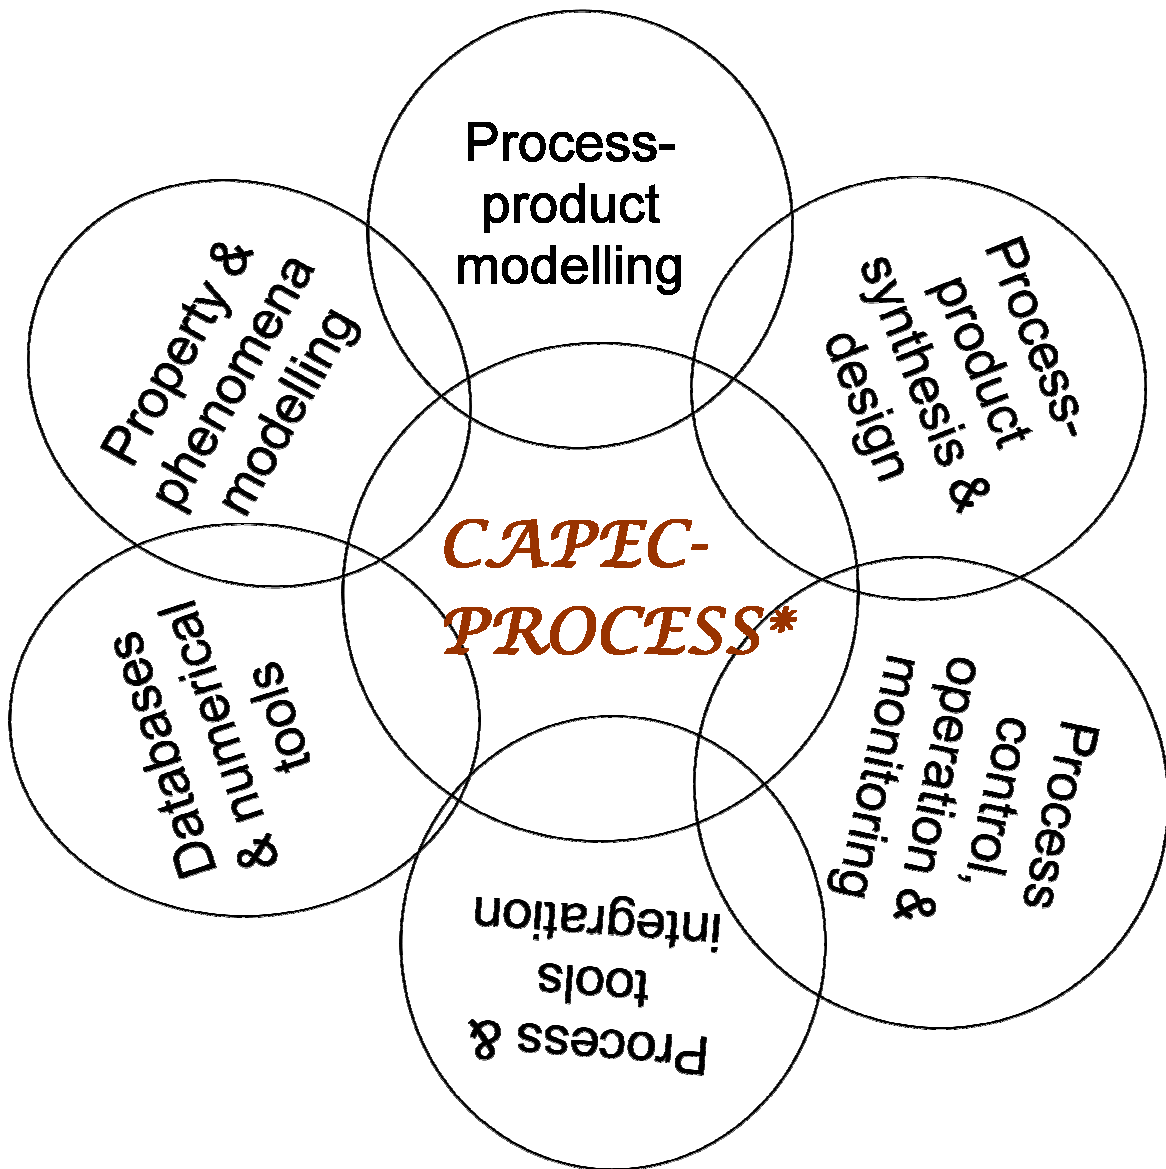 Process-
product
modelling
Process-
product
synthesis &
design
Process
control,
operation &
monitoring
Process &
tools
integration
Databases
& nummerical
tools
Property &
phenomena
modelling
CAPEC-
PROCESS*